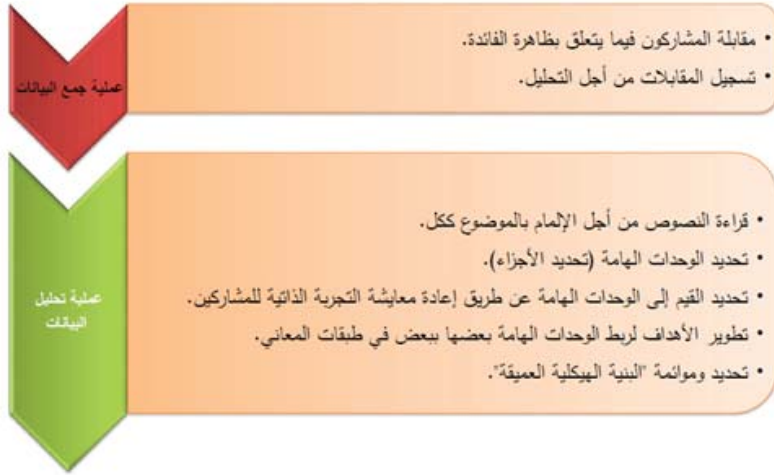 عملية جمع البيانات
• مقابلة المشاركون فيما يتعلق بظاهرة الفائدة.
• تسجيل المقابلات من أجل التحليل.
عملية تحليل
البيانات
• قراءة النصوص من أجل الإلمام بالموضوع ككل.
• تحديد الوحدات الهامة (تحديد الأجزاء).
• تحديد القيم إلى الوحدات الهامة عن طريق إعادة معايشة التجربة الذاتية للمشاركين.
• تطوير الأهداف لربط الوحدات الهامة بعضها ببعض في طبقات المعاني.
• تحديد وموائمة "البنية الهيكلية العميقة".